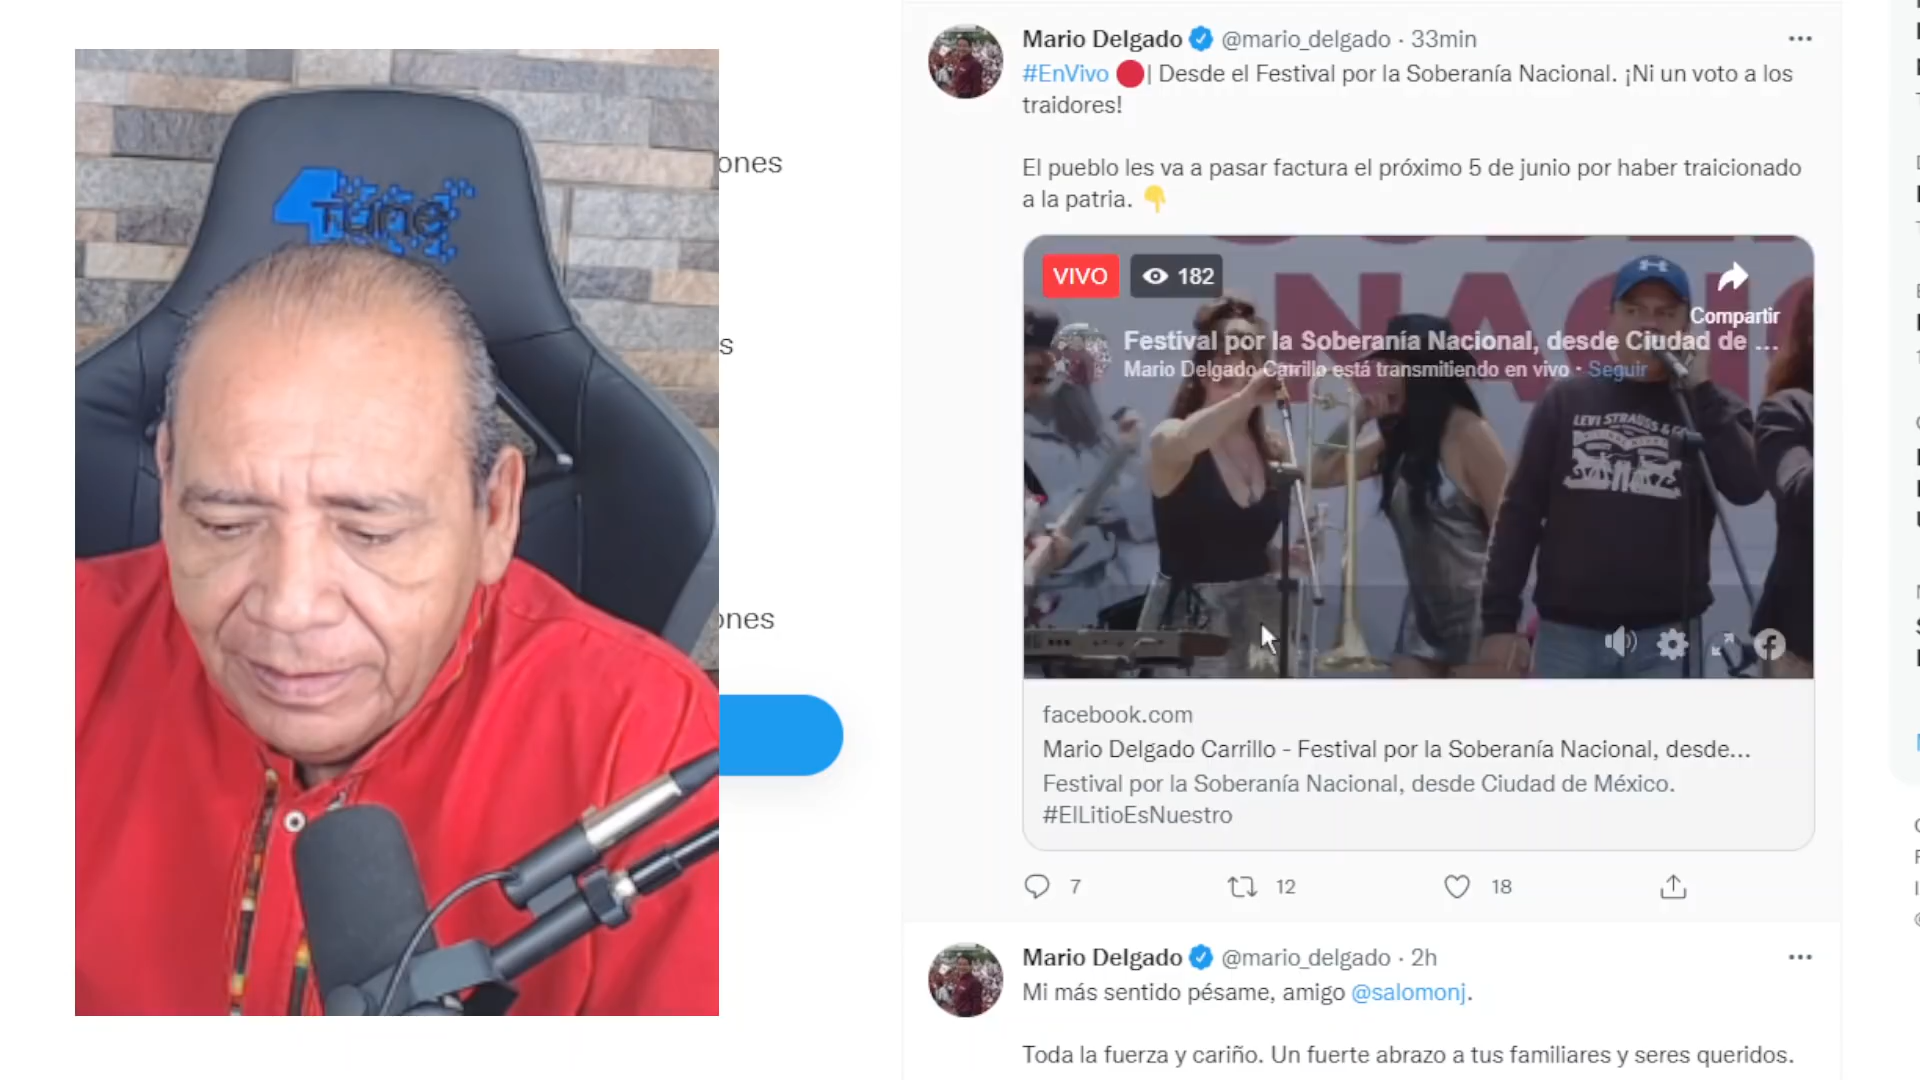 4Tune
ones
s
ones
Mario Delgado @mario_delgado · 33min
#EnVivo | Desde el Festival por la Soberanía Nacional. ¡Ni un voto a los
traidores!
El pueblo les va a pasar factura el próximo 5 de junio por haber traicionado
a la patria.
NACIO
VIVO 182
Compartir
Festival por la Soberanía Nacional, desde Ciudad de ...
Mario Delgado Carrillo está transmitiendo en vivo · Seguir
LEVI STRAUSS & CO
facebook.com
Mario Delgado Carrillo - Festival por la Soberanía Nacional, desde...
Festival por la Soberanía Nacional, desde Ciudad de México.
#ElLitioEsNuestro
7 12 18
Mario Delgado @mario_delgado · 2h
Mi más sentido pésame, amigo @salomonj.
Toda la fuerza y cariño. Un fuerte abrazo a tus familiares y seres queridos.